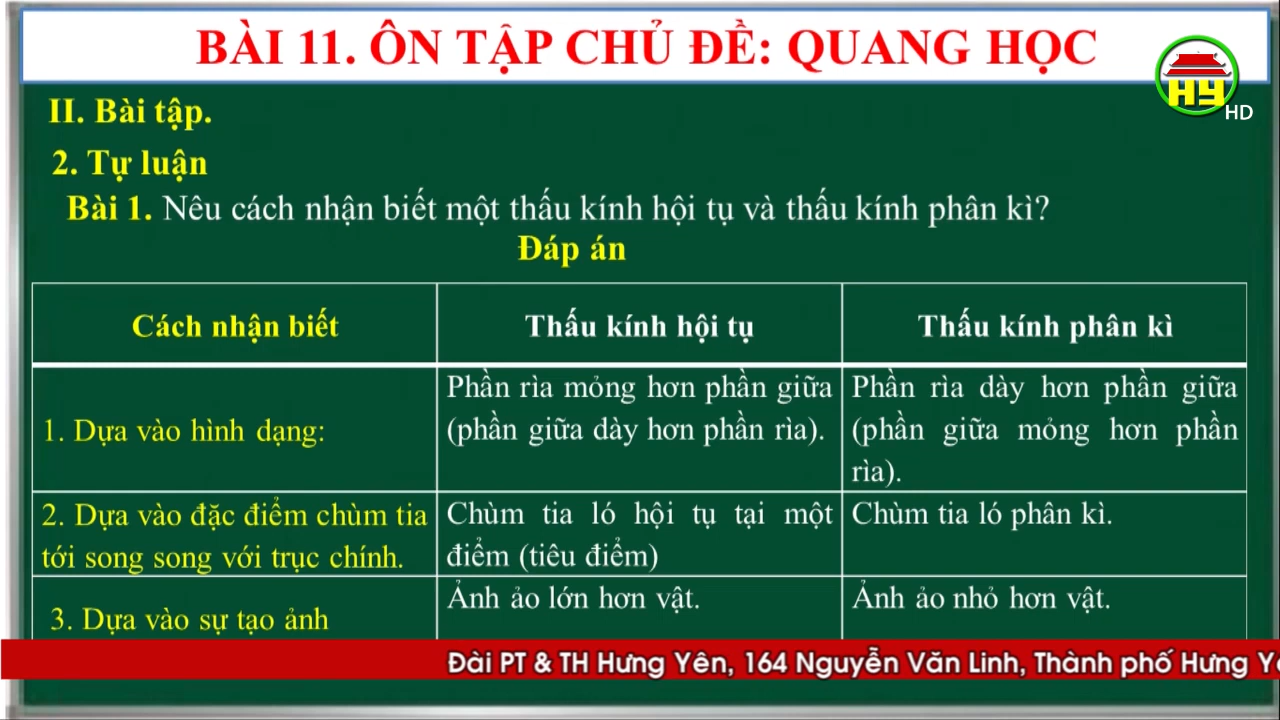 BÀI 11. ÔN TẬP CHỦ ĐỀ: QUANG HỌC
HY
HD
II. Bài tập.
2. Tự luận
Bài 1. Nêu cách nhận biết một thấu kính hội tụ và thấu kính phân kì?
Đáp án
Cách nhận biết
Thấu kính hội tụ
Thấu kính phân kì
1. Dựa vào hình dạng:
Phần rìa mỏng hơn phần giữa
(phần giữa dày hơn phần rìa).
Phần rìa dày hơn phần giữa
(phần giữa mỏng hơn phần
rìa).
2. Dựa vào đặc điểm chùm tia
tới song song với trục chính.
Chùm tia ló hội tụ tại một
điểm (tiêu điểm)
Chùm tia ló phân kì.
3. Dựa vào sự tạo ảnh
Ảnh ảo lớn hơn vật.
Ảnh ảo nhỏ hơn vật.
Đài PT & TH Hưng Yên, 164 Nguyễn Văn Linh, Thành phố Hưng